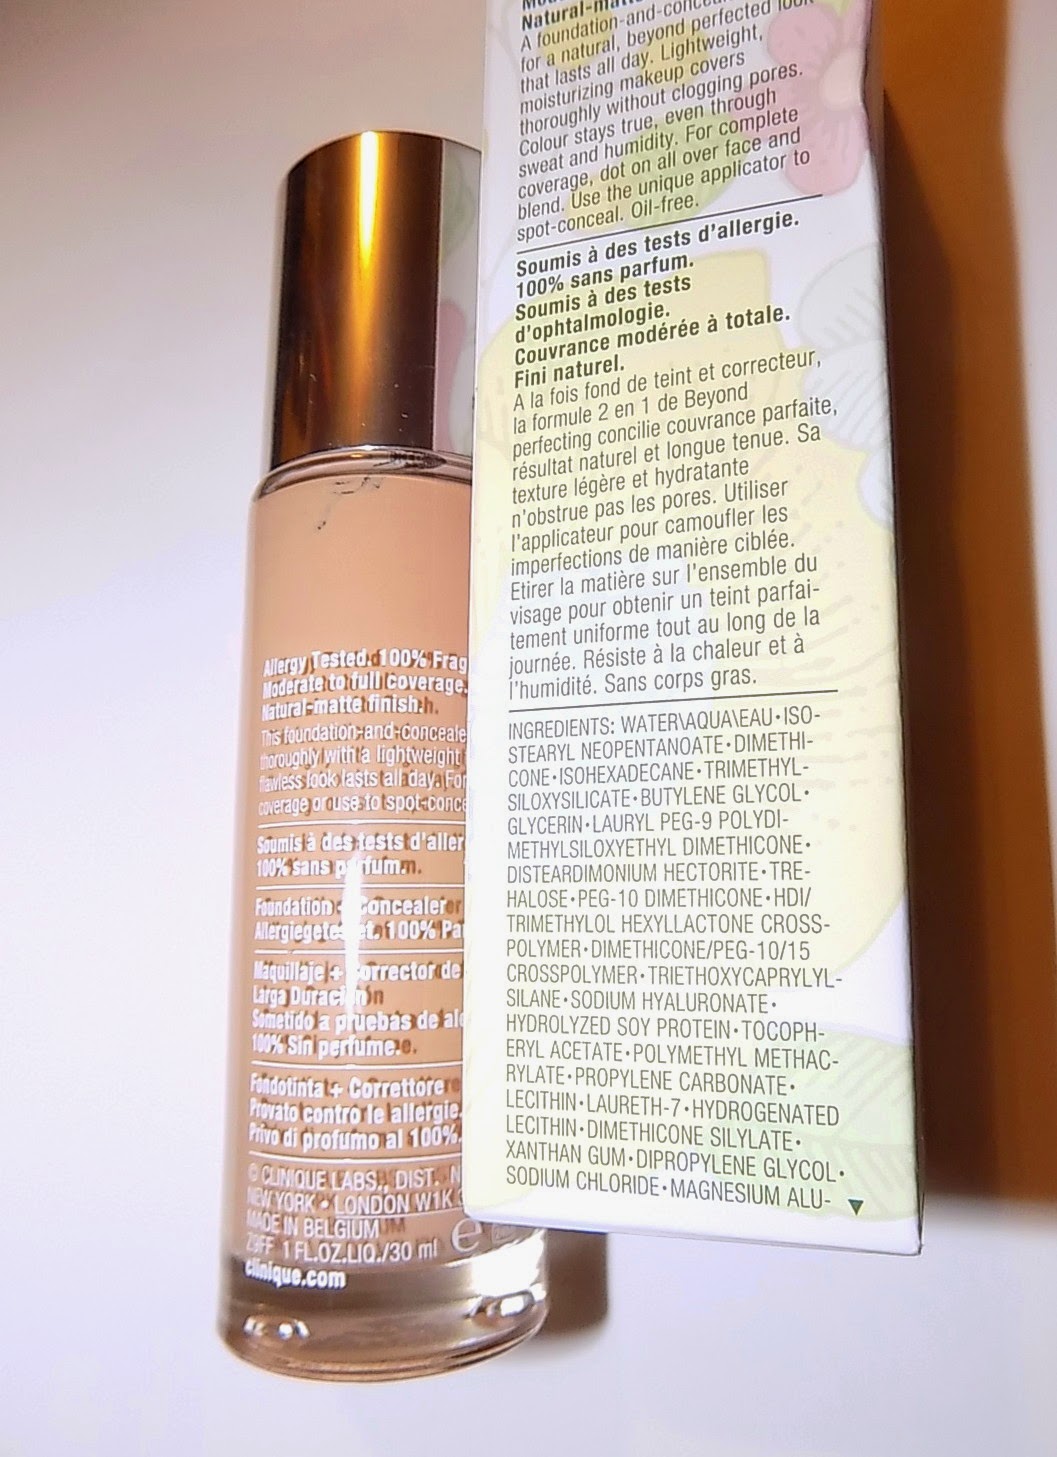 Natural-matte
A foundation-and-concealer
for a natural, beyond perfected look
that lasts all day. Lightweight,
moisturizing makeup covers
thoroughly without clogging pores.
Colour stays true, even through
sweat and humidity. For complete
coverage, dot on all over face and
blend. Use the unique applicator to
spot-conceal. Oil-free.
Soumis à des tests d'allergie.
100% sans parfum.
Soumis à des tests
d'ophtalmologie.
Couvrance modérée à totale.
Fini naturel.
A la fois fond de teint et correcteur,
la formule 2 en 1 de Beyond
perfecting concilie couvrance parfaite,
résultat naturel et longue tenue. Sa
texture légère et hydratante
n'obstrue pas les pores. Utiliser
l'applicateur pour camoufler les
imperfections de manière ciblée.
Etirer la matière sur l'ensemble du
visage pour obtenir un teint parfai-
tement uniforme tout au long de la
journée. Résiste à la chaleur et à
l'humidité. Sans corps gras.
INGREDIENTS: WATER\AQUA\EAU•ISO-
STEARYL NEOPENTANOATE•DIMETHI-
CONE•ISOHEXADECANE•TRIMETHYL-
SILOXYSILICATE•BUTYLENE GLYCOL•
GLYCERIN•LAURYL PEG-9 POLYDI-
METHYLSILOXYETHYL DIMETHICONE•
DISTEARDIMONIUM HECTORITE•TRE-
HALOSE•PEG-10 DIMETHICONE•HDI/
TRIMETHYLOL HEXYLLACTONE CROSS-
POLYMER•DIMETHICONE/PEG-10/15
CROSSPOLYMER•TRIETHOXYCAPRYLYL-
SILANE•SODIUM HYALURONATE•
HYDROLYZED SOY PROTEIN•TOCOPH-
ERYL ACETATE•POLYMETHYL METHAC-
RYLATE•PROPYLENE CARBONATE•
LECITHIN•LAURETH-7•HYDROGENATED
LECITHIN•DIMETHICONE SILYLATE•
XANTHAN GUM•DIPROPYLENE GLYCOL•
SODIUM CHLORIDE•MAGNESIUM ALU-
Allergy Tested. 100% Frag
Moderate to full coverage.
Natural-matte finish.
This foundation-and-conceale
thoroughly with a lightweight
flawless look lasts all day. For
coverage or use to spot-conce
Soumis à des tests d'aller
100% sans parfum.
Foundation + Concealer
Allergiegetestet. 100% Pa
Maquillaje + Corrector de
Larga Duración
Sometido a pruebas de ale
100% Sin perfume.
Fondotinta + Correttore
Provato contro le allergie.
Privo di profumo al 100%.
© CLINIQUE LABS., DIST. N
NEW YORK • LONDON W1K
MADE IN BELGIUM
1 FL.OZ.LIQ./30 ml e
clinique.com